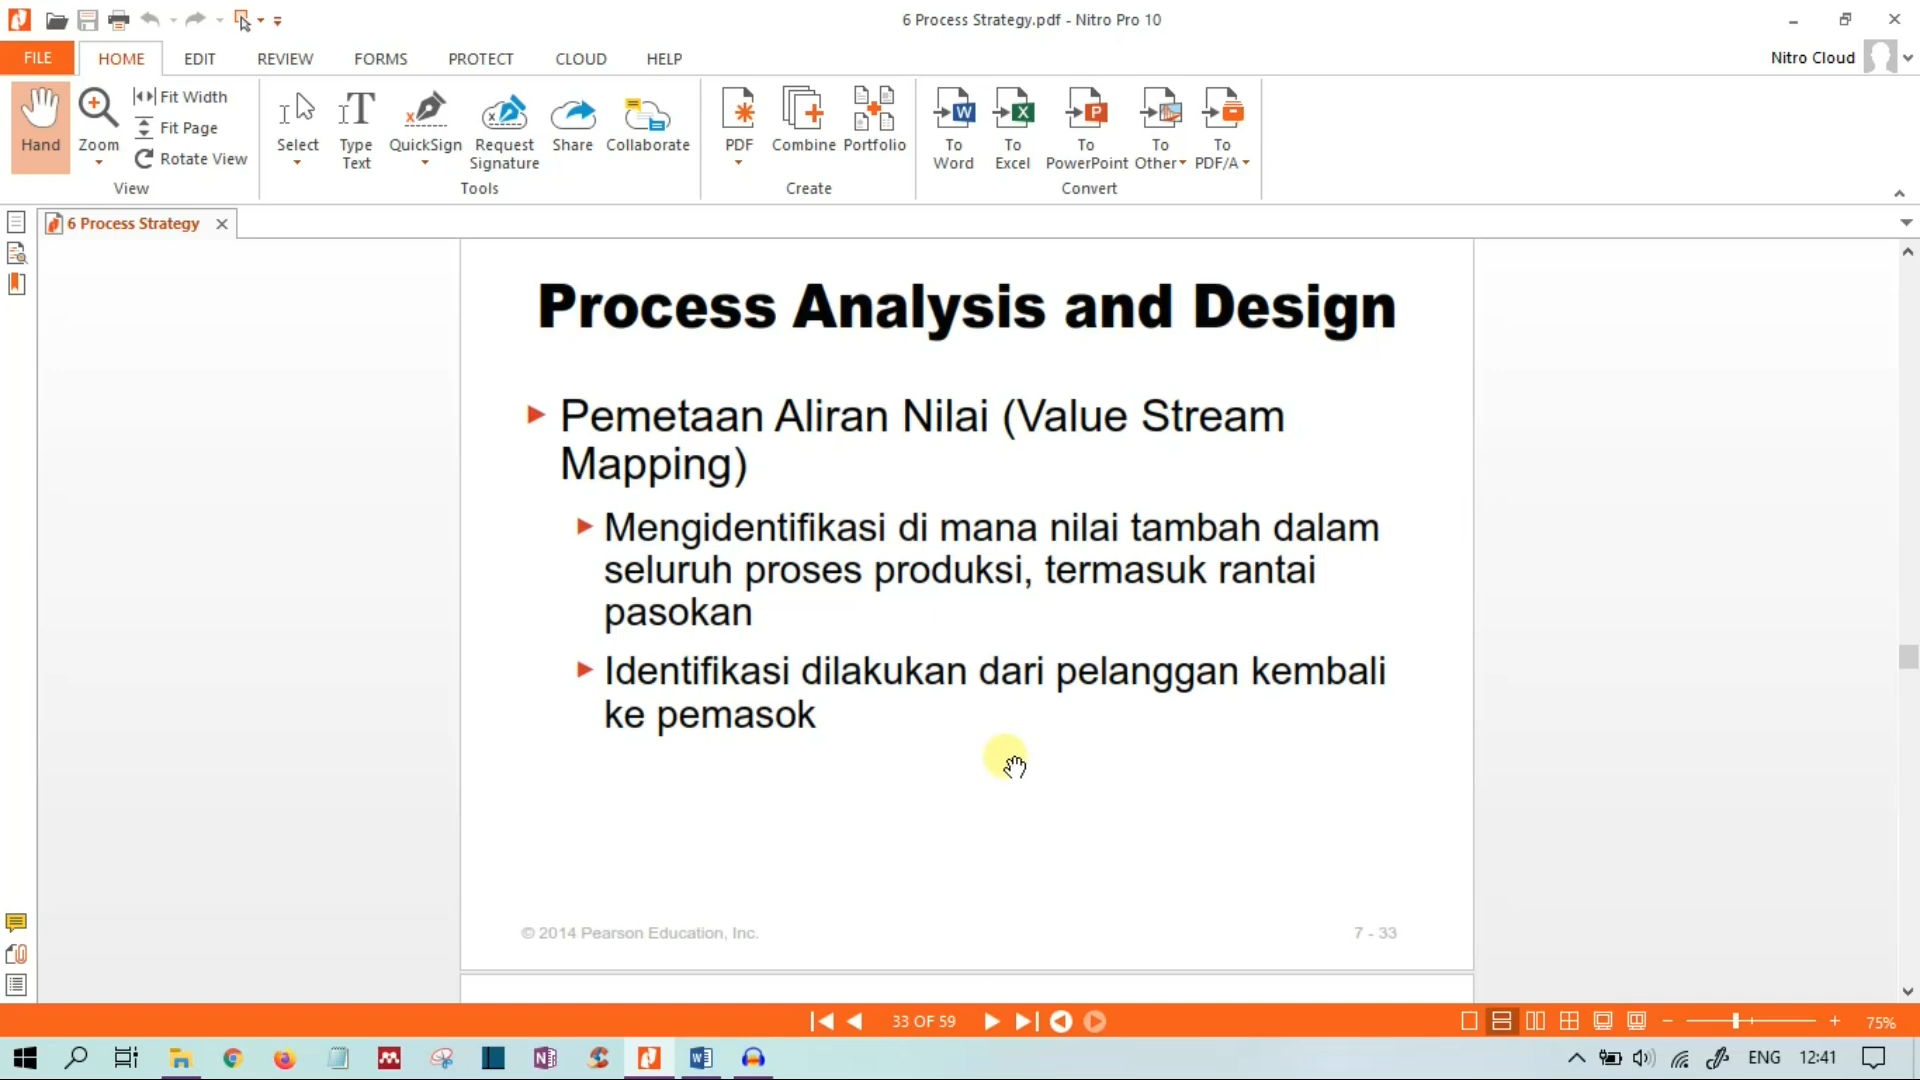 6 Process Strategy.pdf - Nitro Pro 10
FILE HOME EDIT REVIEW FORMS PROTECT CLOUD HELP Nitro Cloud
Hand Zoom Fit Width Fit Page Rotate View
View
Select Type Text QuickSign Request Signature Share Collaborate
Tools
PDF Combine Portfolio
Create
To Word To Excel To PowerPoint To Other To PDF/A
Convert
6 Process Strategy
Process Analysis and Design
Pemetaan Aliran Nilai (Value Stream
Mapping)
Mengidentifikasi di mana nilai tambah dalam
seluruh proses produksi, termasuk rantai
pasokan
Identifikasi dilakukan dari pelanggan kembali
ke pemasok
© 2014 Pearson Education, Inc. 7 - 33
33 OF 59 75%
ENG 12:41